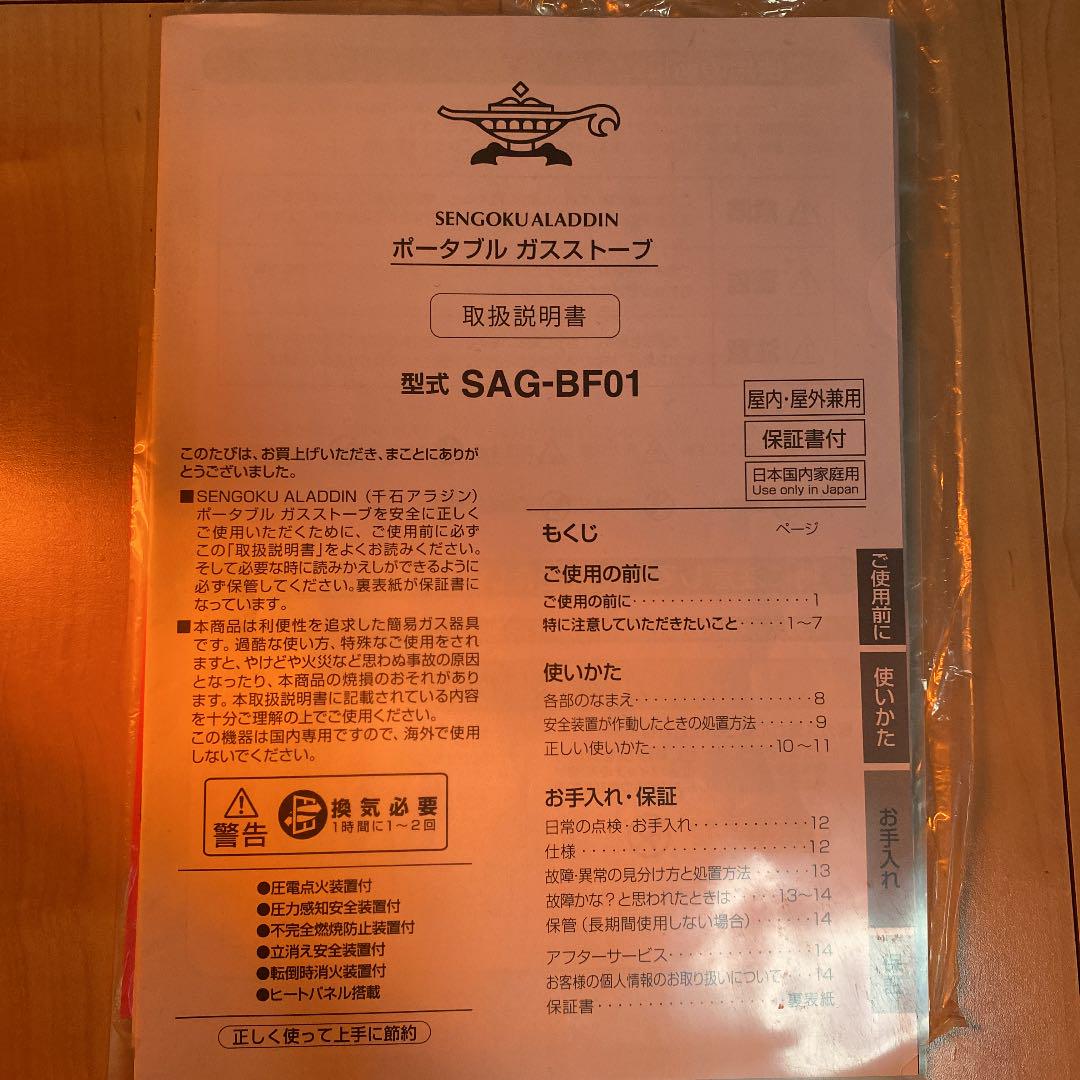 SENGOKU ALADDIN
ポータブル ガスストーブ
取扱説明書
型式 SAG-BF01
屋内・屋外兼用
保証書付
日本国内家庭用
Use only in Japan
このたびは、お買上げいただき、まことにありが
とうございました。
■SENGOKU ALADDIN（千石アラジン）
ポータブル ガスストーブを安全に正しく
ご使用いただくために、ご使用前に必ず
この「取扱説明書」をよくお読みください。
そして必要な時に読みかえしができるように
必ず保管してください。裏表紙が保証書に
なっています。
■本商品は利便性を追求した簡易ガス器具
です。過酷な使い方、特殊なご使用をされ
ますと、やけどや火災など思わぬ事故の原因
となったり、本商品の焼損のおそれがあり
ます。本取扱説明書に記載されている内容
を十分ご理解の上でご使用ください。
この機器は国内専用ですので、海外で使用
しないでください。
警告
換気必要
1時間に1～2回
●圧電点火装置付
●圧力感知安全装置付
●不完全燃焼防止装置付
●立消え安全装置付
●転倒時消火装置付
●ヒートパネル搭載
正しく使って上手に節約
もくじ ページ
ご使用の前に
ご使用の前に・・・・・・・・・・・・・・・・・・・1
特に注意していただきたいこと・・・・・1～7
使いかた
各部のなまえ・・・・・・・・・・・・・・・・・・・8
安全装置が作動したときの処置方法・・・・・・9
正しい使いかた・・・・・・・・・・・・・10～11
お手入れ・保証
日常の点検・お手入れ・・・・・・・・・・・・12
仕様・・・・・・・・・・・・・・・・・・・・・・・・12
故障・異常の見分け方と処置方法・・・・・・13
故障かな？と思われたときは・・・・・13～14
保管（長期間使用しない場合）・・・・・・14
アフターサービス・・・・・・・・・・・・・・・14
お客様の個人情報のお取り扱いについて・・・14
保証書・・・・・・・・・・・・・・・・・・・・裏表紙
ご使用前に
使いかた
お手入れ
保証